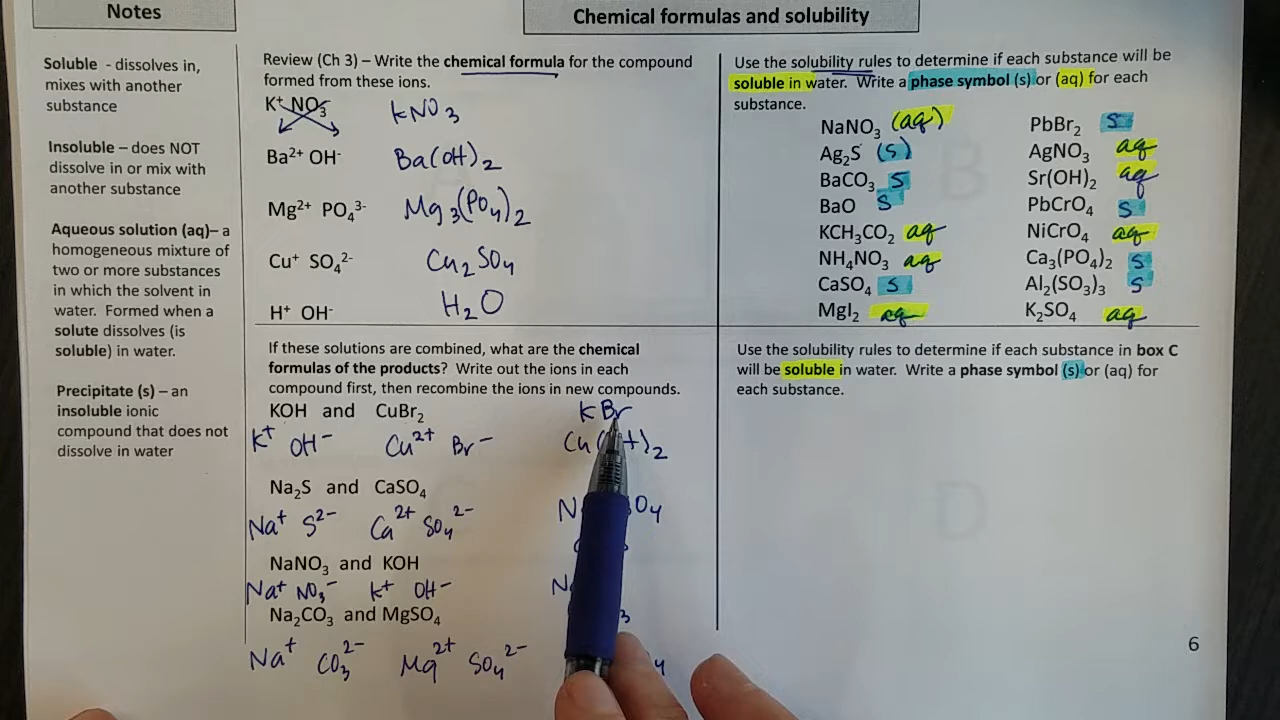 Notes
Chemical formulas and solubility
Soluble - dissolves in,
mixes with another
substance
Insoluble – does NOT
dissolve in or mix with
another substance
Aqueous solution (aq)– a
homogeneous mixture of
two or more substances
in which the solvent in
water. Formed when a
solute dissolves (is
soluble) in water.
Precipitate (s) – an
insoluble ionic
compound that does not
dissolve in water
Review (Ch 3) – Write the chemical formula for the compound
formed from these ions.
K⁺ NO₃⁻ KNO₃
Ba²⁺ OH⁻ Ba(OH)₂
Mg²⁺ PO₄³⁻ Mg₃(PO₄)₂
Cu⁺ SO₄²⁻ Cu₂SO₄
H⁺ OH⁻ H₂O
Use the solubility rules to determine if each substance will be
soluble in water. Write a phase symbol (s) or (aq) for each
substance.
NaNO₃ (aq) PbBr₂ s
Ag₂S (s) AgNO₃ aq
BaCO₃ s Sr(OH)₂ aq
BaO s PbCrO₄ s
KCH₃CO₂ aq NiCrO₄ aq
NH₄NO₃ aq Ca₃(PO₄)₂ s
CaSO₄ s Al₂(SO₃)₃ s
MgI₂ aq K₂SO₄ aq
If these solutions are combined, what are the chemical
formulas of the products? Write out the ions in each
compound first, then recombine the ions in new compounds.
KOH and CuBr₂ KBr
K⁺ OH⁻ Cu²⁺ Br⁻
Na₂S and CaSO₄
Na⁺ S²⁻ Ca²⁺ SO₄²⁻
NaNO₃ and KOH
Na⁺ NO₃⁻ K⁺ OH⁻
Na₂CO₃ and MgSO₄
Na⁺ CO₃²⁻ Mg²⁺ SO₄²⁻
Use the solubility rules to determine if each substance in box C
will be soluble in water. Write a phase symbol (s) or (aq) for
each substance.
6